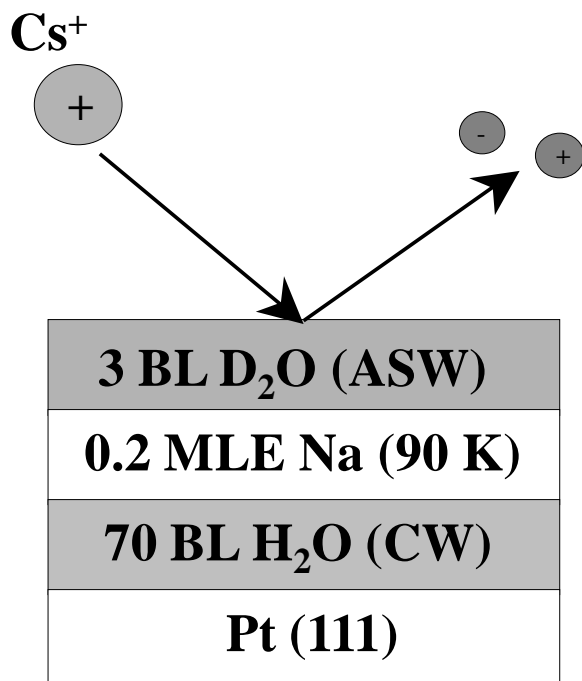 Cs⁺
+
-
+
3 BL D₂O (ASW)
0.2 MLE Na (90 K)
70 BL H₂O (CW)
Pt (111)